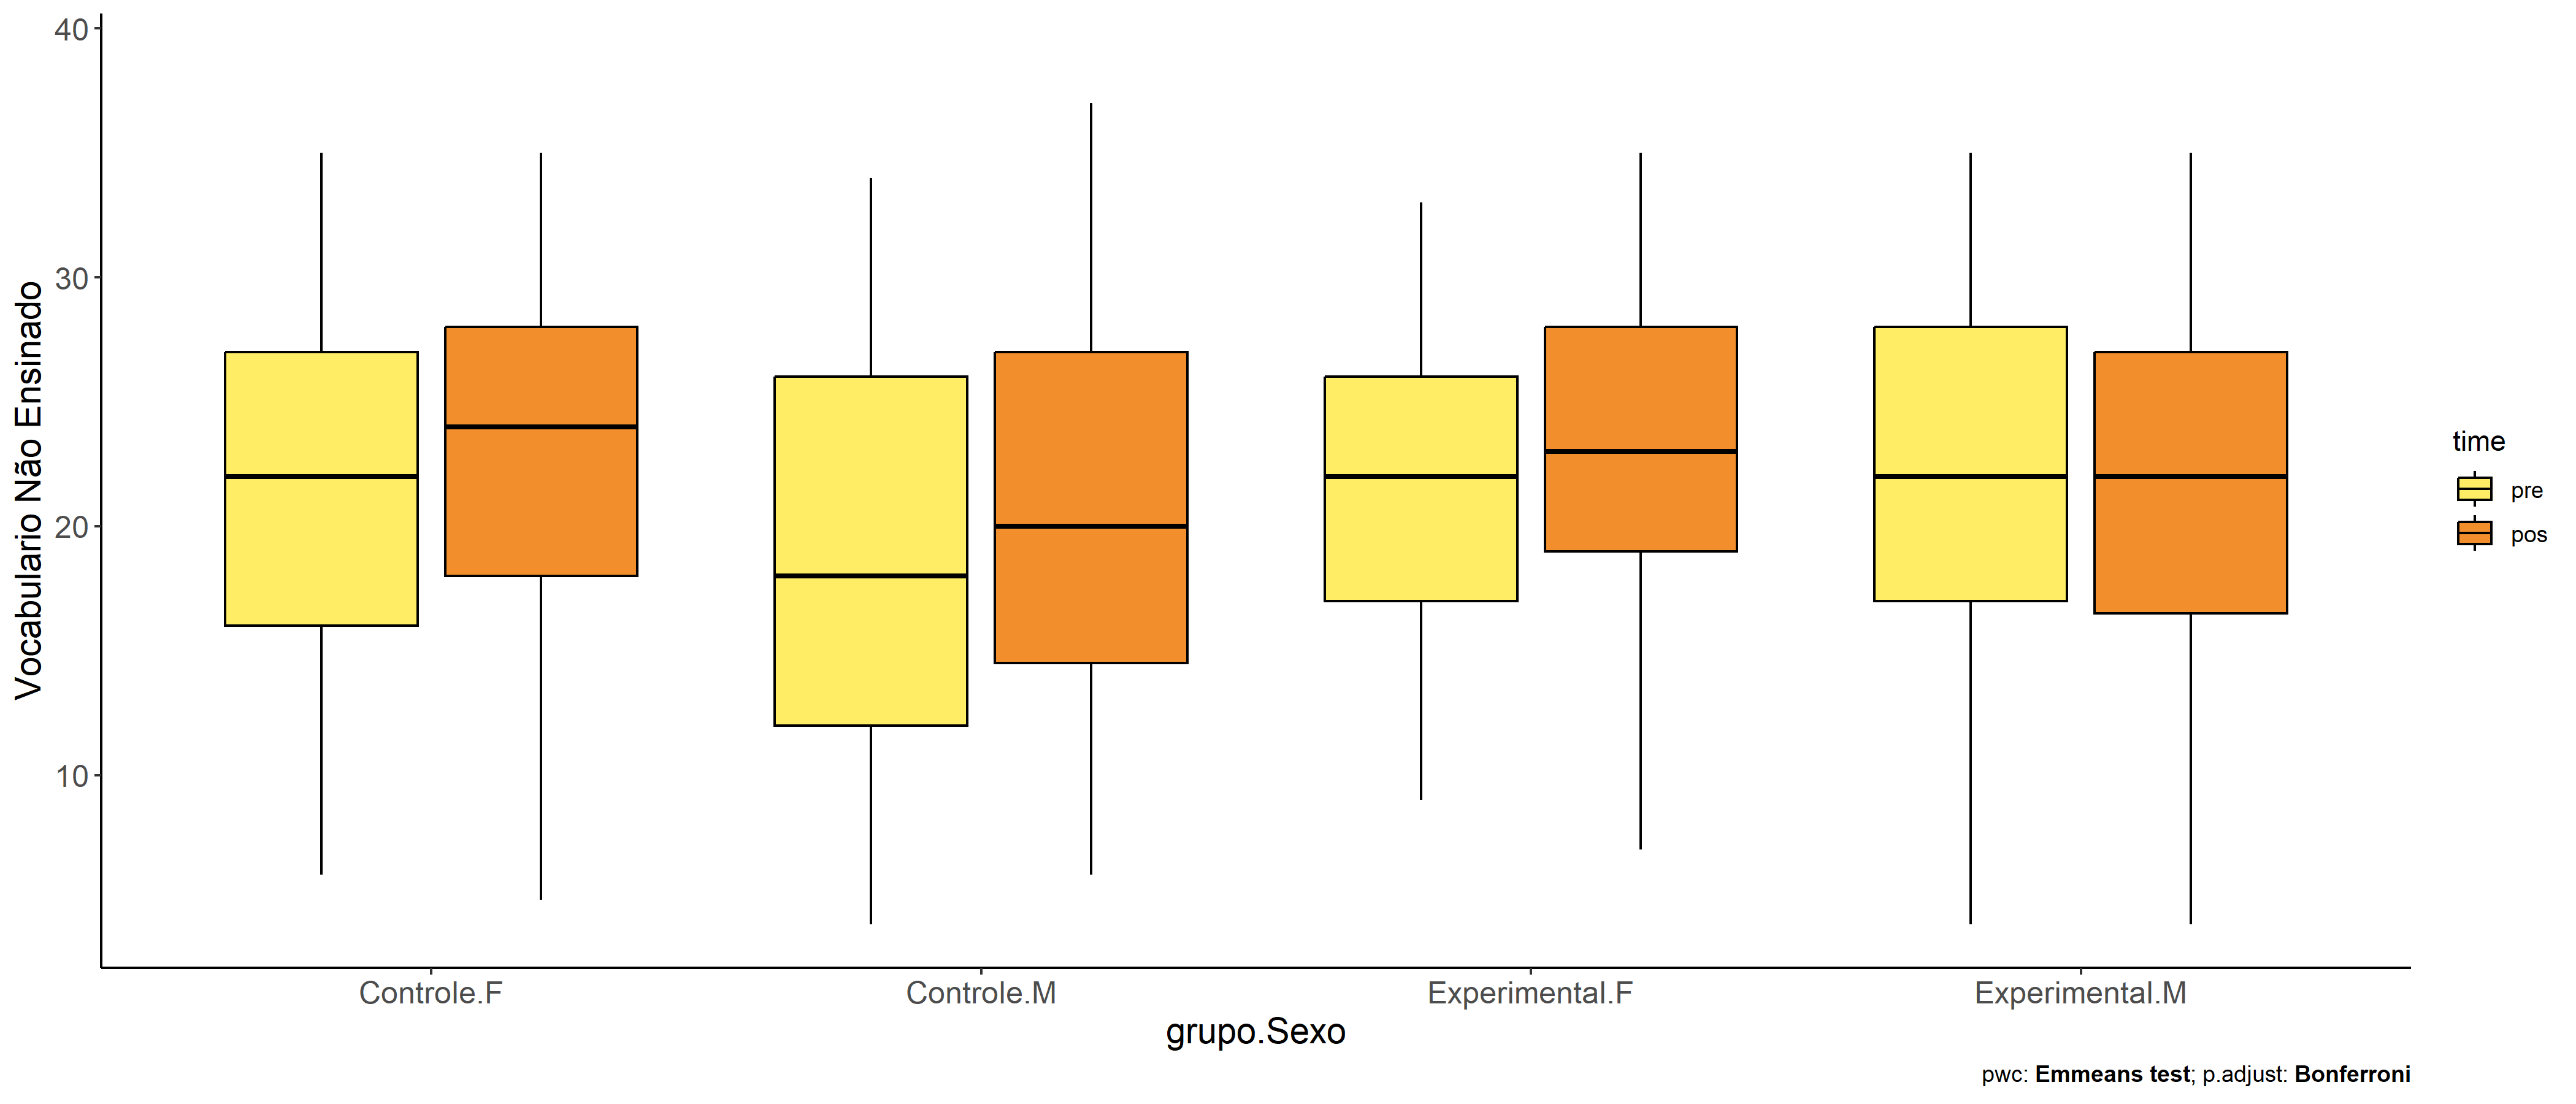 40
30
20
10
Vocabulario Não Ensinado
Controle.F
Controle.M
Experimental.F
Experimental.M
grupo.Sexo
time
pre
pos
pwc: Emmeans test; p.adjust: Bonferroni